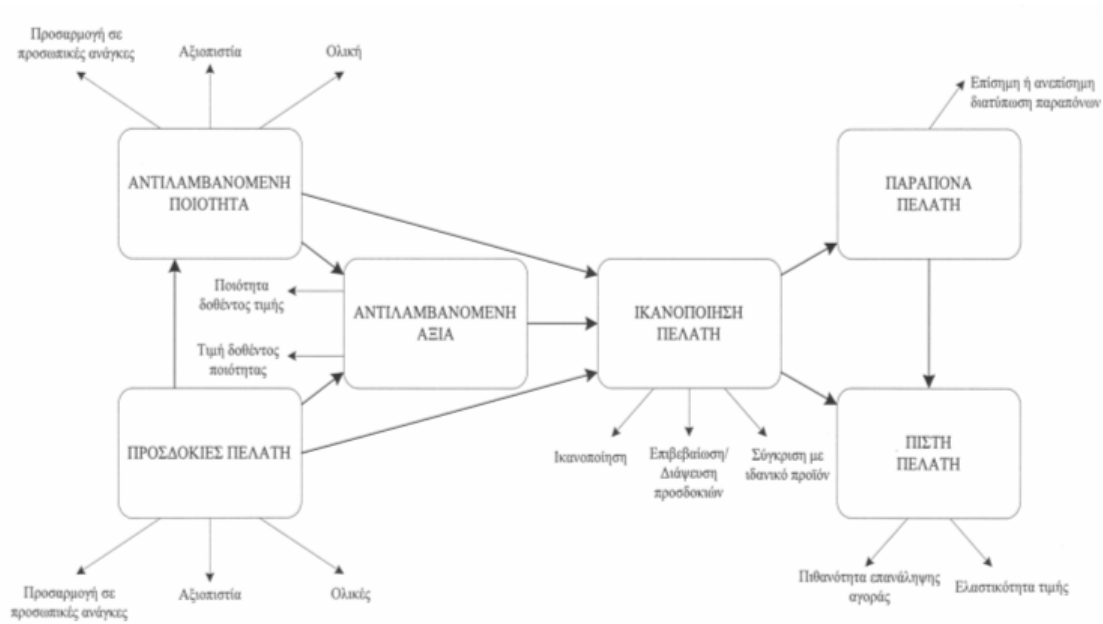 Προσαρμογή σε
προσωπικές ανάγκες
Αξιοπιστία
Ολική
Επίσημη ή ανεπίσημη
διατύπωση παραπόνων
ΑΝΤΙΛΑΜΒΑΝΟΜΕΝΗ
ΠΟΙΟΤΗΤΑ
ΠΑΡΑΠΟΝΑ
ΠΕΛΑΤΗ
Ποιότητα
δοθέντος τιμής
ΑΝΤΙΛΑΜΒΑΝΟΜΕΝΗ
ΑΞΙΑ
ΙΚΑΝΟΠΟΙΗΣΗ
ΠΕΛΑΤΗ
Τιμή δοθέντος
ποιότητας
ΠΡΟΣΔΟΚΙΕΣ ΠΕΛΑΤΗ
Ικανοποίηση
Επιβεβαίωση/
Διάψευση
προσδοκιών
Σύγκριση με
ιδανικό προϊόν
ΠΙΣΤΗ
ΠΕΛΑΤΗ
Προσαρμογή σε
προσωπικές ανάγκες
Αξιοπιστία
Ολικές
Πιθανότητα επανάληψης
αγοράς
Ελαστικότητα τιμής